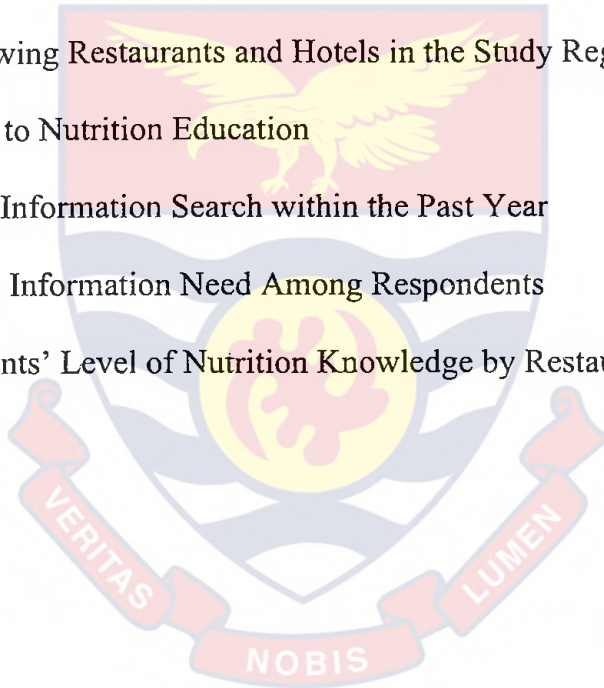 wing Restaurants and Hotels in the Study Reg
to Nutrition Education
Information Search within the Past Year
Information Need Among Respondents
nts’ Level of Nutrition Knowledge by Restau
VERITAS
NOBIS
LUMEN